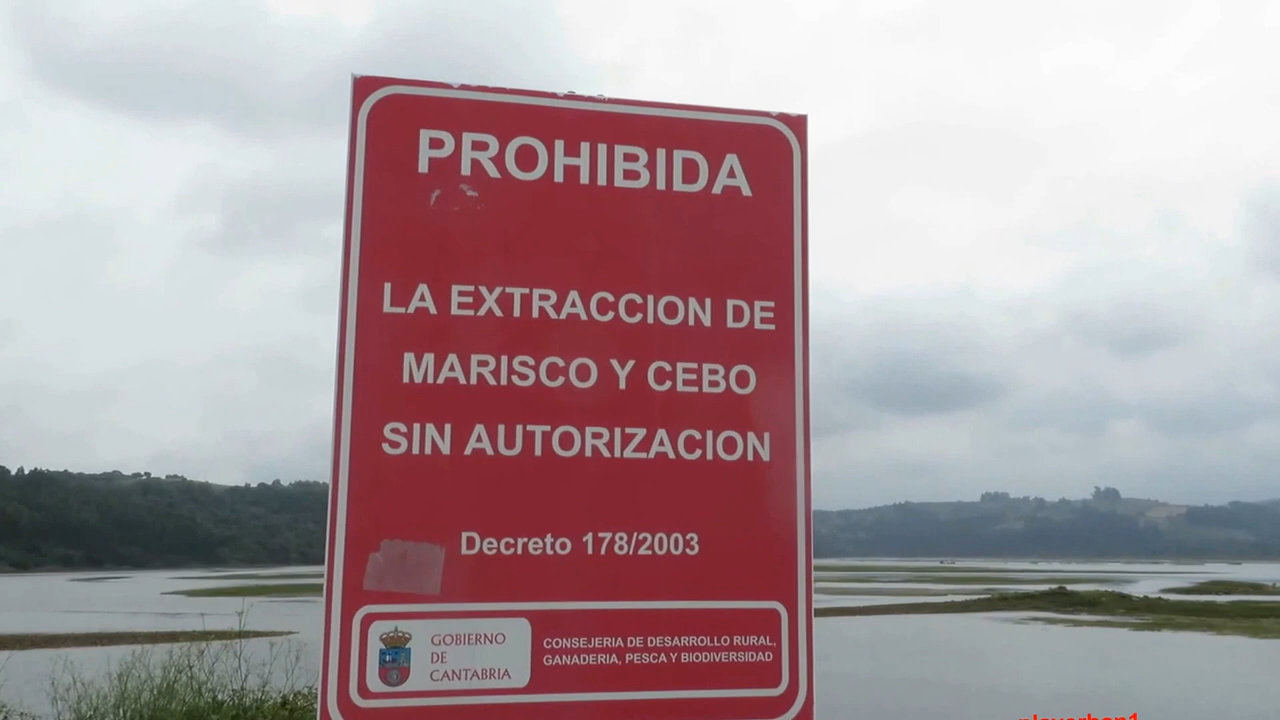 PROHIBIDA
LA EXTRACCION DE
MARISCO Y CEBO
SIN AUTORIZACION
Decreto 178/2003
GOBIERNO
DE
CANTABRIA
CONSEJERIA DE DESARROLLO RURAL,
GANADERIA, PESCA Y BIODIVERSIDAD